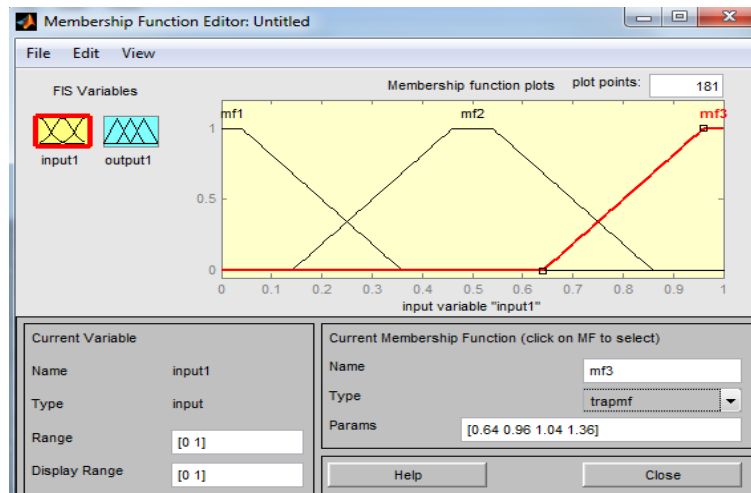 Membership Function Editor: Untitled
File Edit View
FIS Variables
input1 output1
Membership function plots plot points: 181
mf1 mf2 mf3
1
0.5
0
0 0.1 0.2 0.3 0.4 0.5 0.6 0.7 0.8 0.9 1
input variable "input1"
Current Variable
Name input1
Type input
Range [0 1]
Display Range [0 1]
Current Membership Function (click on MF to select)
Name mf3
Type trapmf
Params [0.64 0.96 1.04 1.36]
Help Close